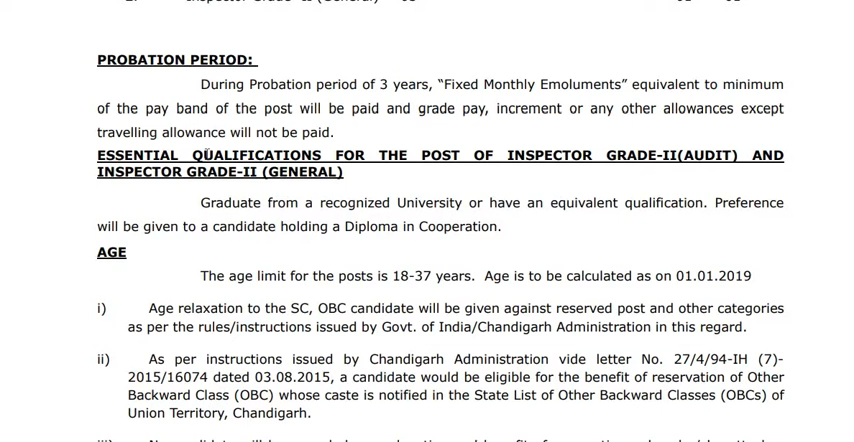 PROBATION PERIOD:
During Probation period of 3 years, “Fixed Monthly Emoluments” equivalent to minimum
of the pay band of the post will be paid and grade pay, increment or any other allowances except
travelling allowance will not be paid.
ESSENTIAL QUALIFICATIONS FOR THE POST OF INSPECTOR GRADE-II(AUDIT) AND
INSPECTOR GRADE-II (GENERAL)
Graduate from a recognized University or have an equivalent qualification. Preference
will be given to a candidate holding a Diploma in Cooperation.
AGE
The age limit for the posts is 18-37 years. Age is to be calculated as on 01.01.2019
i) Age relaxation to the SC, OBC candidate will be given against reserved post and other categories
as per the rules/instructions issued by Govt. of India/Chandigarh Administration in this regard.
ii) As per instructions issued by Chandigarh Administration vide letter No. 27/4/94-IH (7)-
2015/16074 dated 03.08.2015, a candidate would be eligible for the benefit of reservation of Other
Backward Class (OBC) whose caste is notified in the State List of Other Backward Classes (OBCs) of
Union Territory, Chandigarh.